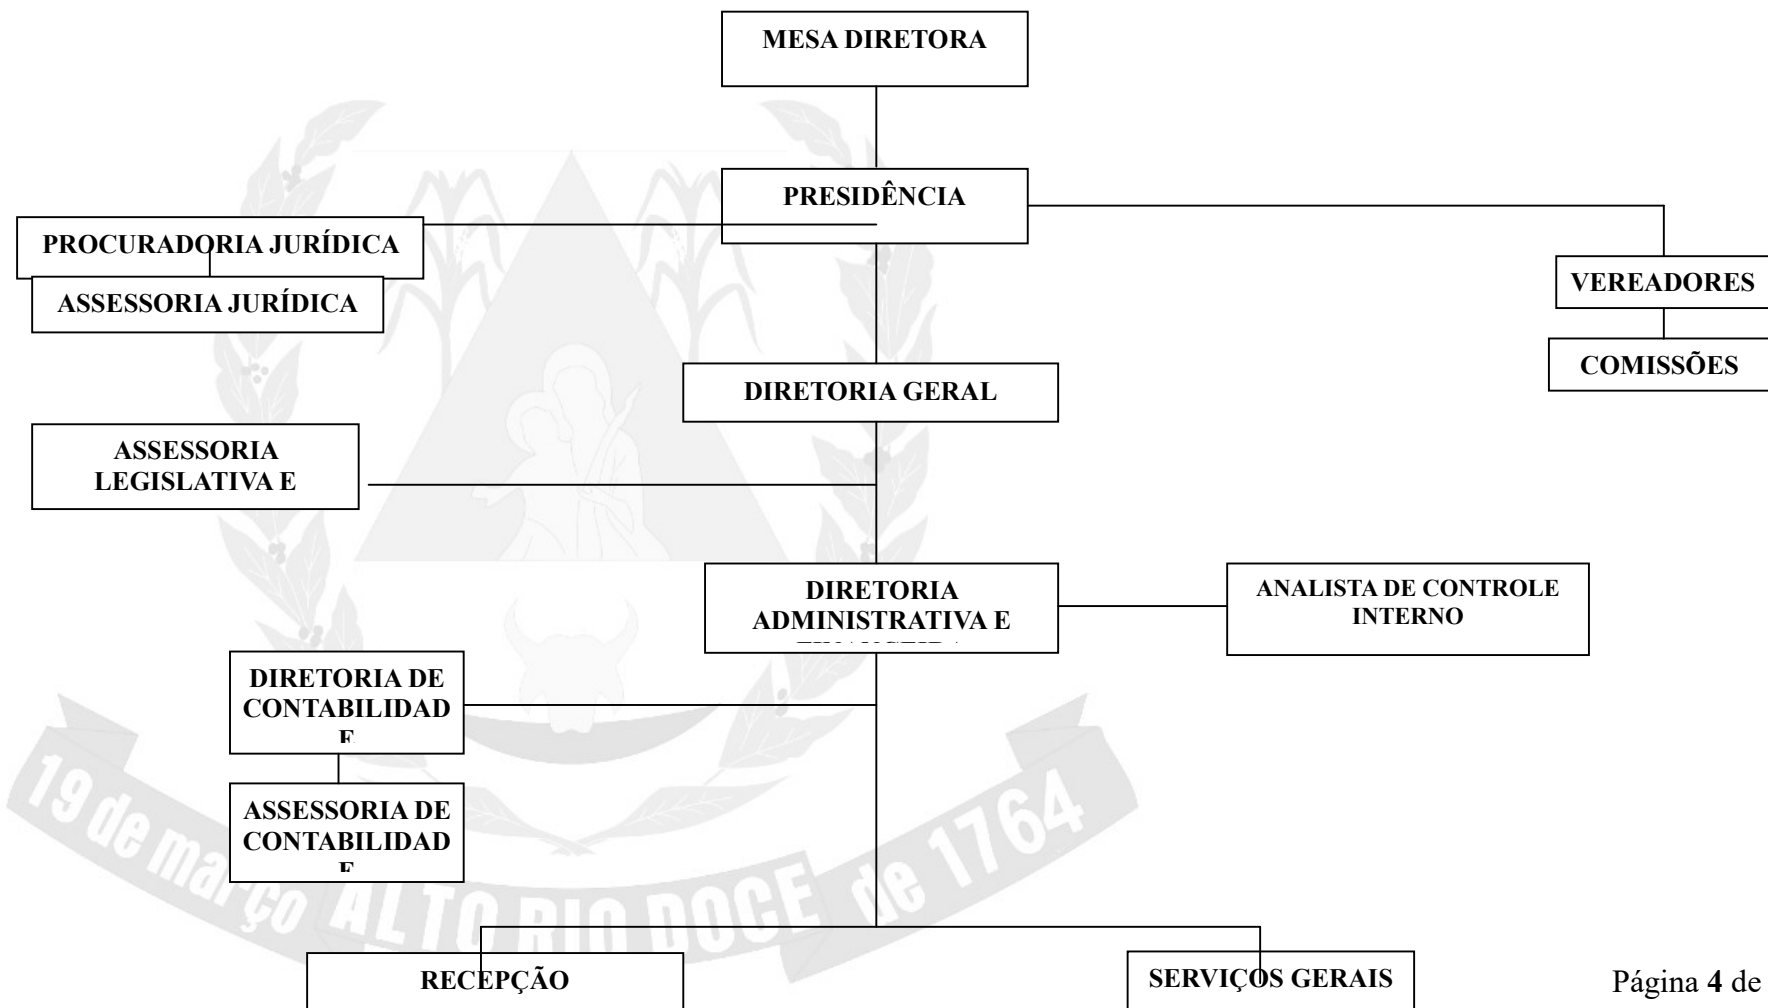 MESA DIRETORA
PRESIDÊNCIA
PROCURADORIA JURÍDICA
ASSESSORIA JURÍDICA
VEREADORES
COMISSÕES
DIRETORIA GERAL
ASSESSORIA
LEGISLATIVA E
DIRETORIA
ADMINISTRATIVA E
ANALISTA DE CONTROLE
INTERNO
DIRETORIA DE
CONTABILIDAD
E
ASSESSORIA DE
CONTABILIDAD
E
19 de março ALTO RIO DOCE de 1764
RECEPÇÃO
SERVIÇOS GERAIS
Página 4 de